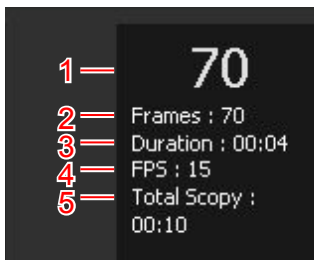 1 70
2 Frames : 70
3 Duration : 00:04
4 FPS : 15
5 Total Scopy :
00:10